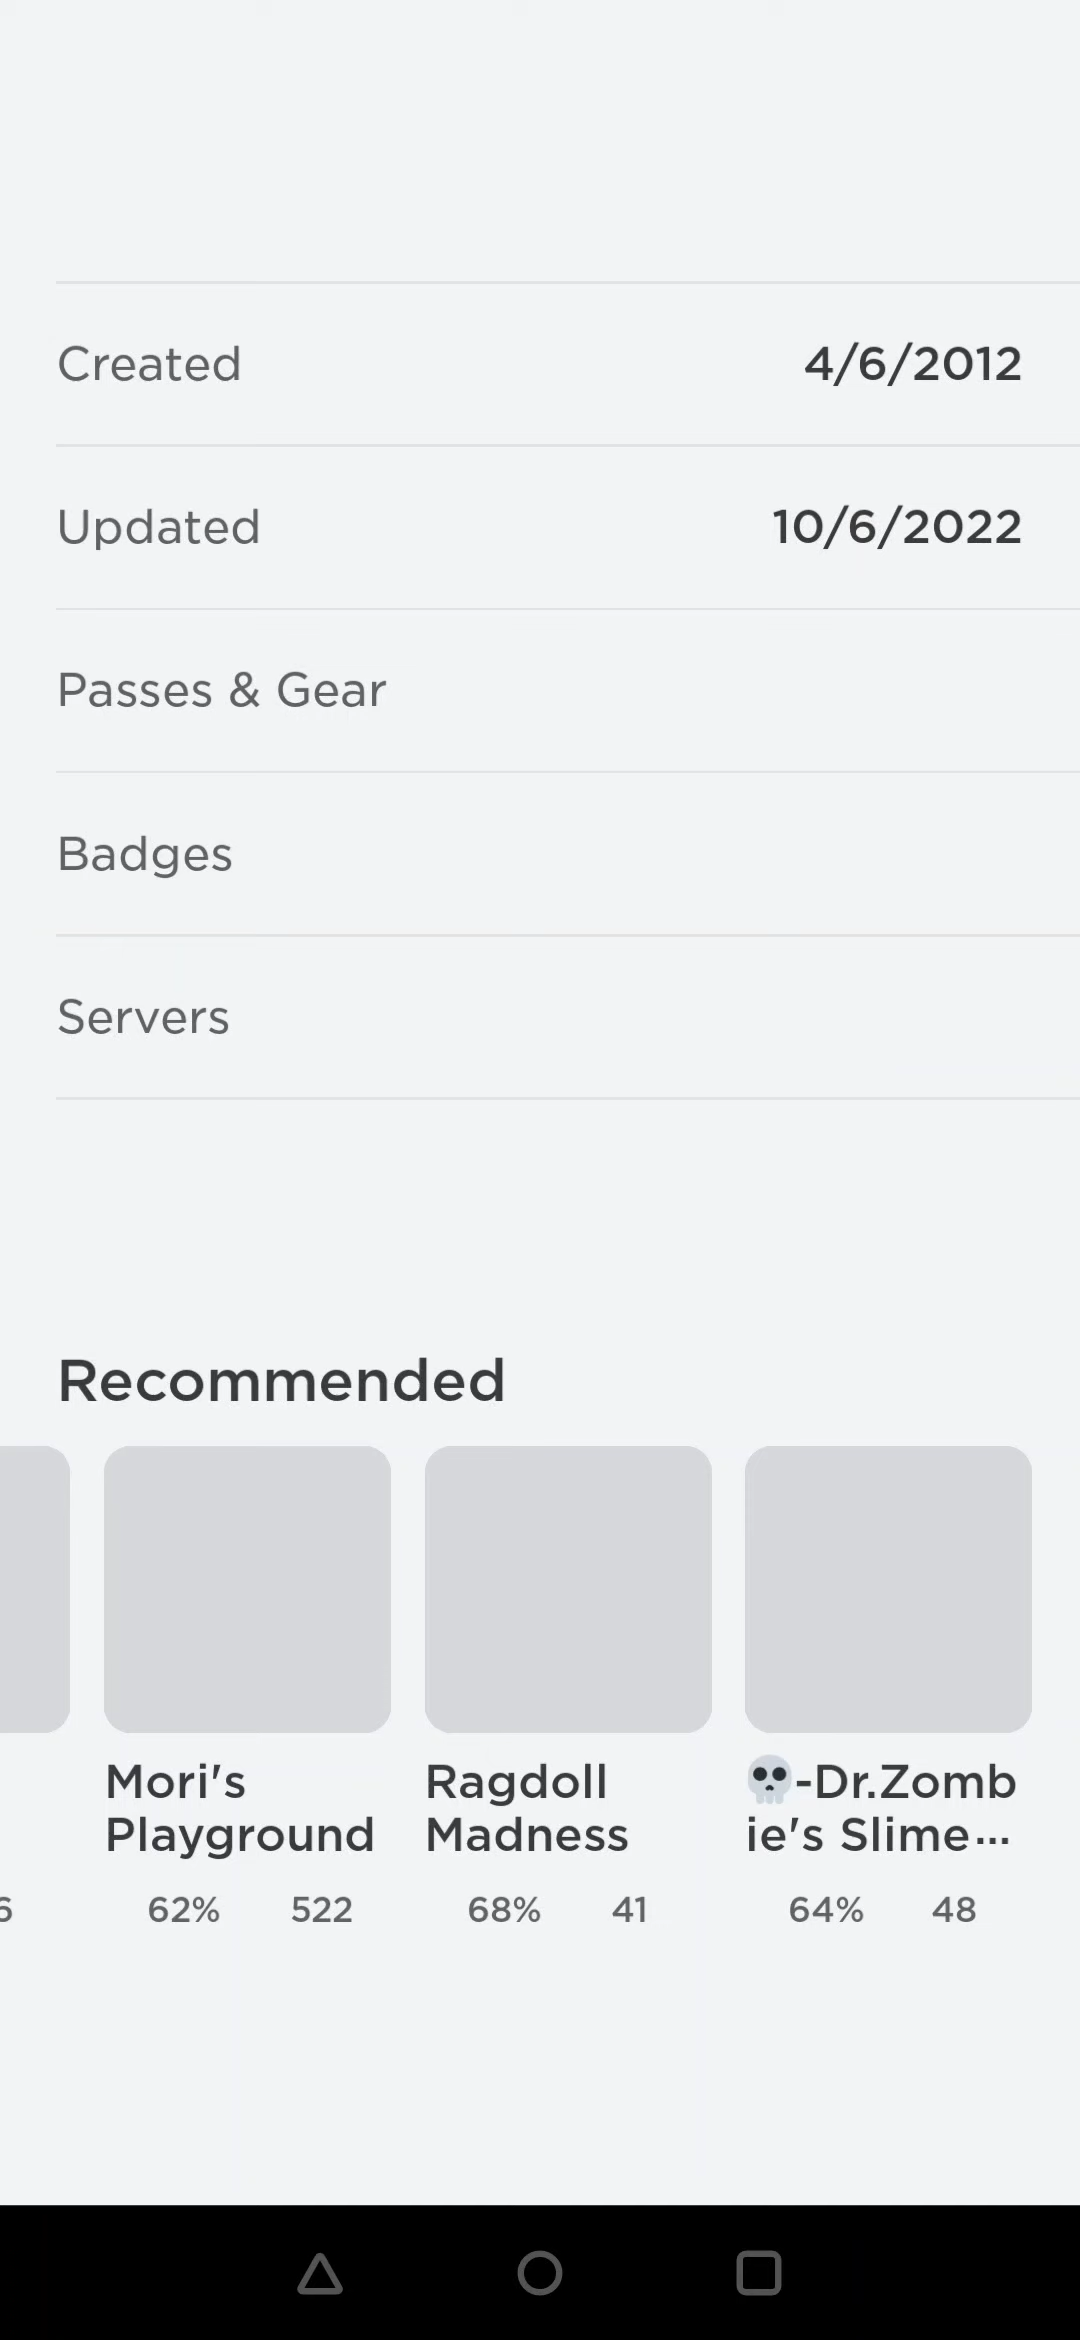 Created 4/6/2012
Updated 10/6/2022
Passes & Gear
Badges
Servers
Recommended
Mori's
Playground
Ragdoll
Madness
💀-Dr.Zomb
ie's Slime...
6 62% 522 68% 41 64% 48